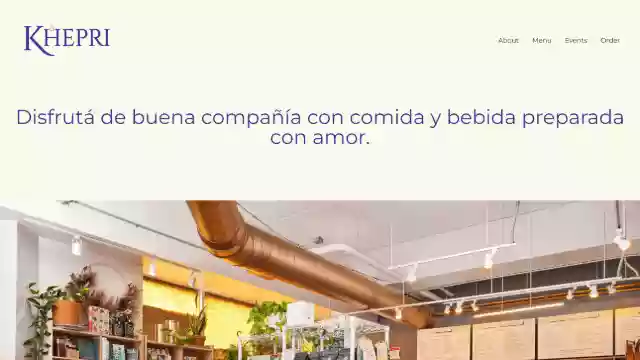 KHEPRI
About Menu Events Order
Disfrutá de buena compañía con comida y bebida preparada
con amor.